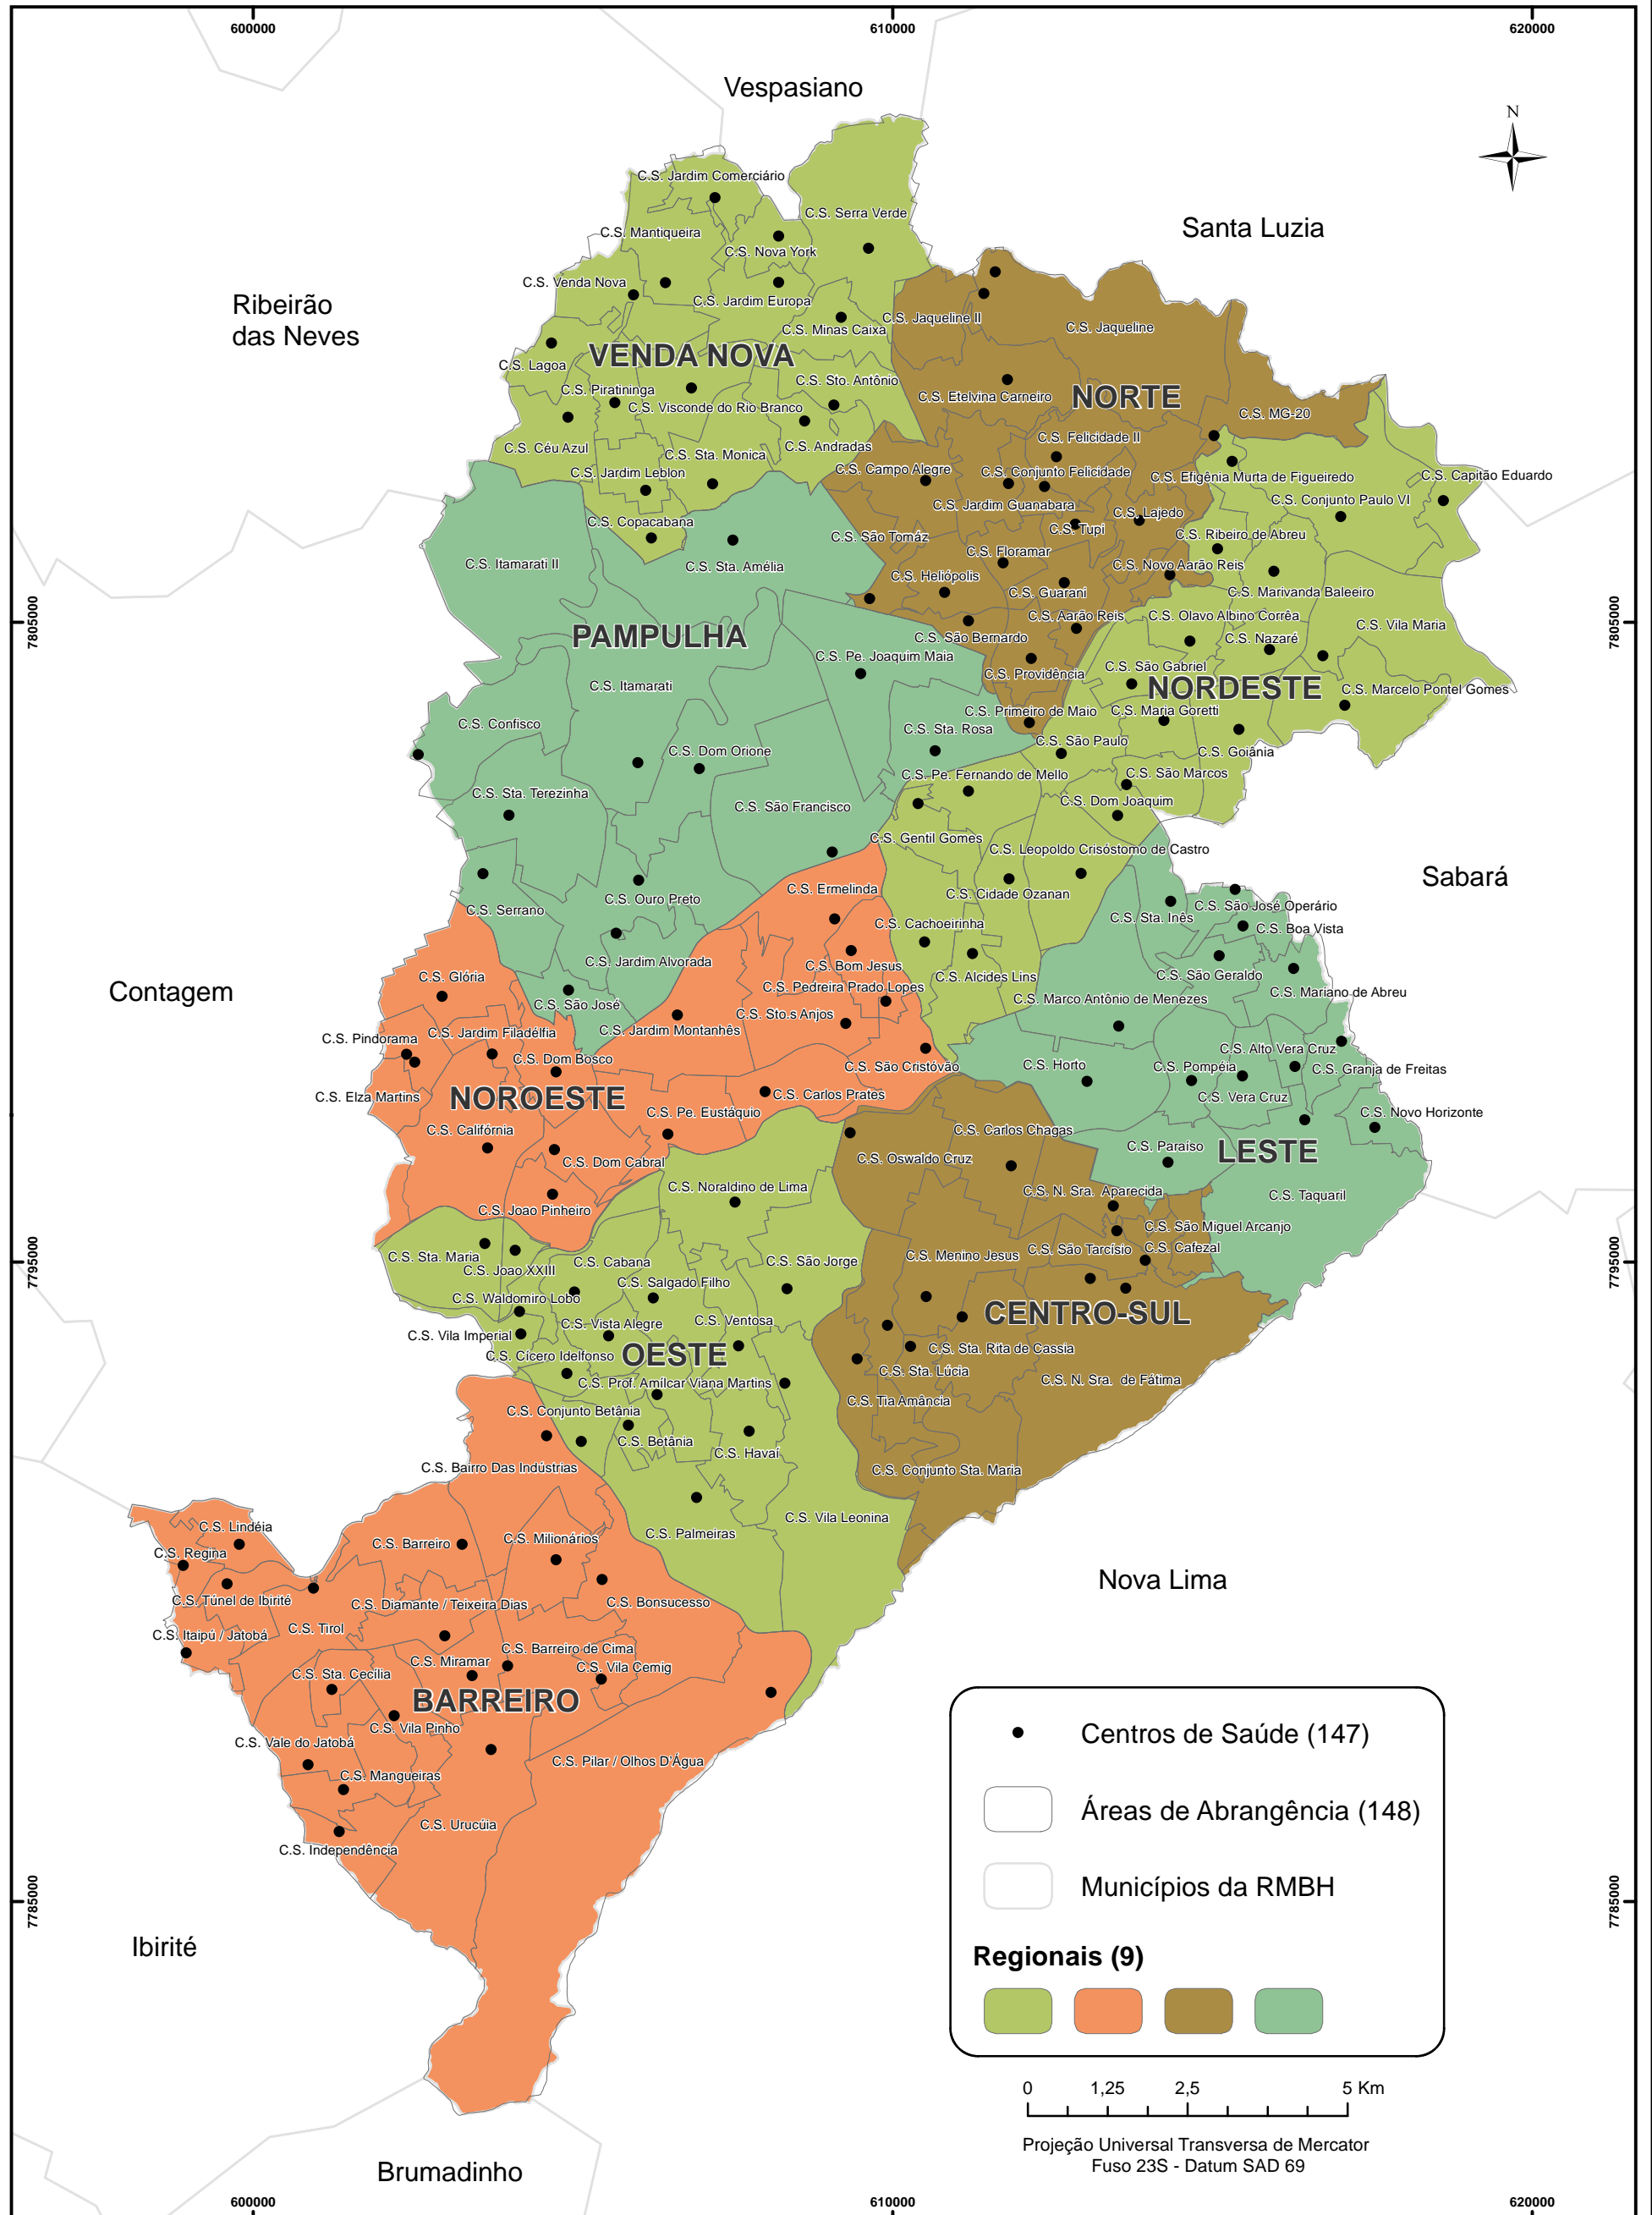 600000
610000
620000
Vespasiano
N
Santa Luzia
Ribeirão
das Neves
C.S. Jardim Comerciário
C.S. Serra Verde
C.S. Mantiqueira
C.S. Nova York
C.S. Venda Nova
C.S. Jardim Europa
C.S. Minas Caixa
C.S. Jaqueline II
C.S. Jaqueline
VENDA NOVA
C.S. Lagoa
C.S. Piratininga
C.S. Sto. Antônio
C.S. Visconde do Rio Branco
C.S. Etelvina Carneiro
NORTE
C.S. MG-20
C.S. Céu Azul
C.S. Andradas
C.S. Felicidade II
C.S. Sta. Monica
C.S. Jardim Leblon
C.S. Campo Alegre
C.S. Conjunto Felicidade
C.S. Efigênia Murta de Figueiredo
C.S. Capitão Eduardo
C.S. Conjunto Paulo VI
C.S. Jardim Guanabara
C.S. Lajedo
C.S. Copacabana
C.S. Tupi
C.S. São Tomáz
C.S. Ribeiro de Abreu
C.S. Itamarati II
C.S. Sta. Amélia
C.S. Floramar
C.S. Novo Aarão Reis
C.S. Heliópolis
C.S. Guarani
C.S. Marivanda Baleeiro
7805000
7805000
C.S. Aarão Reis
C.S. Olavo Albino Corrêa
C.S. Vila Maria
PAMPULHA
C.S. São Bernardo
C.S. Nazaré
C.S. Pe. Joaquim Maia
C.S. São Gabriel
C.S. Providência
C.S. Itamarati
NORDESTE
C.S. Marcelo Pontel Gomes
C.S. Primeiro de Maio
C.S. Maria Goretti
C.S. Confisco
C.S. Sta. Rosa
C.S. São Paulo
C.S. Dom Orione
C.S. Goiânia
C.S. Pe. Fernando de Mello
C.S. São Marcos
C.S. Sta. Terezinha
C.S. São Francisco
C.S. Dom Joaquim
C.S. Gentil Gomes
C.S. Leopoldo Crisóstomo de Castro
Sabará
C.S. Ermelinda
C.S. Cidade Ozanan
C.S. Ouro Preto
C.S. Serrano
C.S. São José Operário
C.S. Sta. Inês
C.S. Cachoeirinha
C.S. Boa Vista
C.S. Jardim Alvorada
C.S. Bom Jesus
C.S. Glória
C.S. Alcides Lins
C.S. São Geraldo
C.S. Pedreira Prado Lopes
C.S. Mariano de Abreu
Contagem
C.S. São José
C.S. Marco Antônio de Menezes
C.S. Sto.s Anjos
C.S. Jardim Montanhês
C.S. Pindorama
C.S. Jardim Filadélfia
C.S. Dom Bosco
C.S. Alto Vera Cruz
C.S. São Cristóvão
C.S. Horto
C.S. Pompéia
C.S. Granja de Freitas
C.S. Elza Martins
NOROESTE
C.S. Carlos Prates
C.S. Vera Cruz
C.S. Pe. Eustáquio
C.S. Novo Horizonte
C.S. Califórnia
C.S. Carlos Chagas
C.S. Paraíso
LESTE
C.S. Dom Cabral
C.S. Oswaldo Cruz
C.S. Noraldino de Lima
C.S. N. Sra. Aparecida
C.S. Taquaril
C.S. Joao Pinheiro
C.S. São Miguel Arcanjo
7795000
7795000
C.S. Sta. Maria
C.S. Joao XXIII
C.S. Cabana
C.S. São Jorge
C.S. Menino Jesus
C.S. São Tarcísio
C.S. Cafezal
C.S. Salgado Filho
C.S. Waldomiro Lobo
C.S. Vista Alegre
C.S. Ventosa
CENTRO-SUL
C.S. Vila Imperial
C.S. Cícero Idelfonso
OESTE
C.S. Sta. Rita de Cassia
C.S. Sta. Lúcia
C.S. Prof. Amílcar Viana Martins
C.S. N. Sra. de Fátima
C.S. Tia Amância
C.S. Conjunto Betânia
C.S. Betânia
C.S. Havaí
C.S. Bairro Das Indústrias
C.S. Conjunto Sta. Maria
C.S. Vila Leonina
C.S. Palmeiras
C.S. Lindéia
C.S. Barreiro
C.S. Milionários
C.S. Regina
Nova Lima
C.S. Túnel de Ibirité
C.S. Diamante / Teixeira Dias
C.S. Bonsucesso
C.S. Tirol
C.S. Itaipú / Jatobá
C.S. Barreiro de Cima
C.S. Miramar
C.S. Vila Cemig
C.S. Sta. Cecília
BARREIRO
C.S. Vila Pinho
C.S. Vale do Jatobá
C.S. Pilar / Olhos D'Água
C.S. Mangueiras
C.S. Urucúia
C.S. Independência
Centros de Saúde (147)
Áreas de Abrangência (148)
Municípios da RMBH
7785000
7785000
Ibirité
Regionais (9)
0
1,25
2,5
5 Km
Projeção Universal Transversa de Mercator
Fuso 23S - Datum SAD 69
Brumadinho
600000
610000
620000